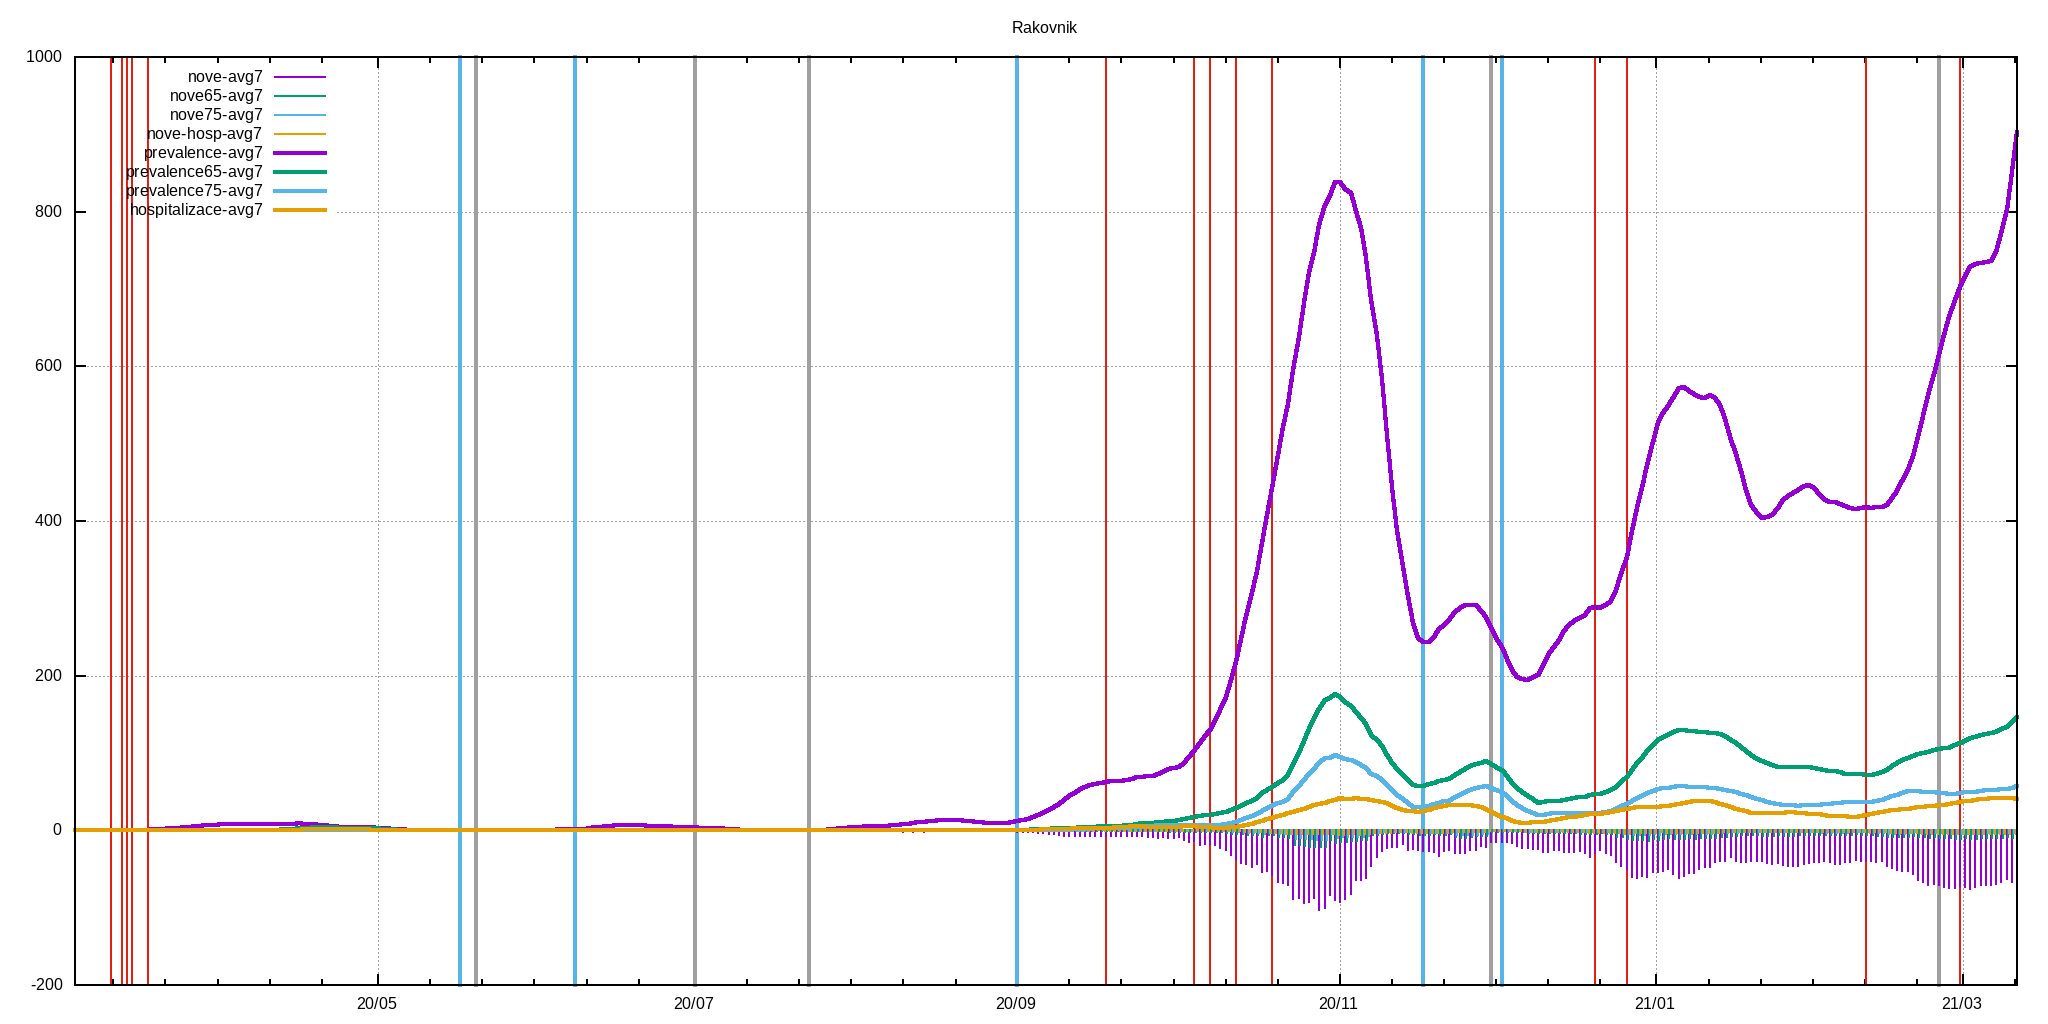 Rakovnik
1000
800
600
400
200
0
-200
nove-avg7
nove65-avg7
nove75-avg7
nove-hosp-avg7
prevalence-avg7
prevalence65-avg7
prevalence75-avg7
hospitalizace-avg7
20/05
20/07
20/09
20/11
21/01
21/03